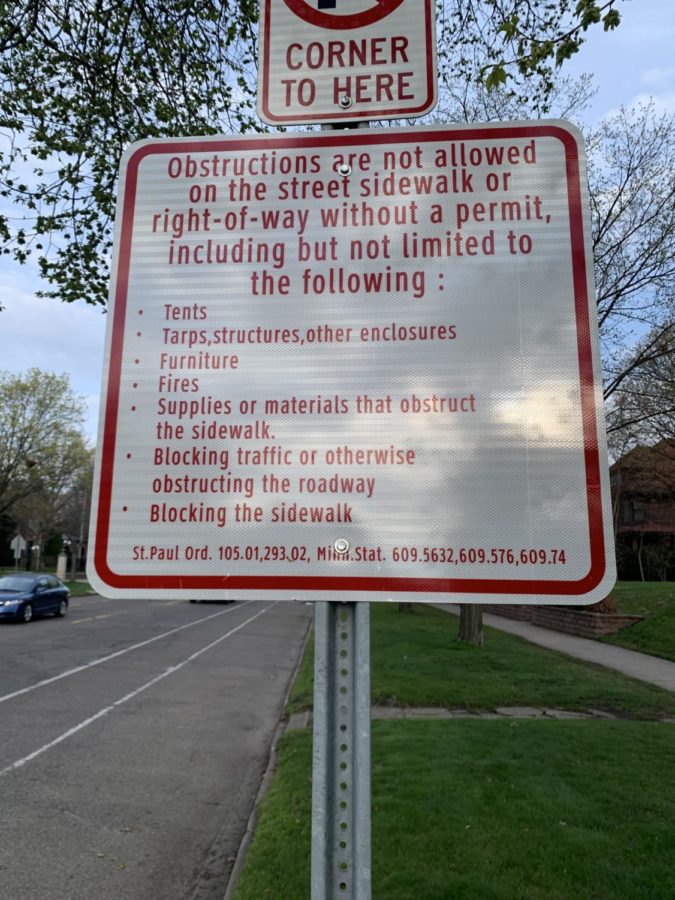 CORNER
TO HERE
Obstructions are not allowed
on the street sidewalk or
right-of-way without a permit,
including but not limited to
the following :
· Tents
· Tarps,structures,other enclosures
· Furniture
· Fires
· Supplies or materials that obstruct
the sidewalk.
· Blocking traffic or otherwise
obstructing the roadway
· Blocking the sidewalk
St.Paul Ord. 105.01,293.02, Minn.Stat. 609.5632,609.576,609.74